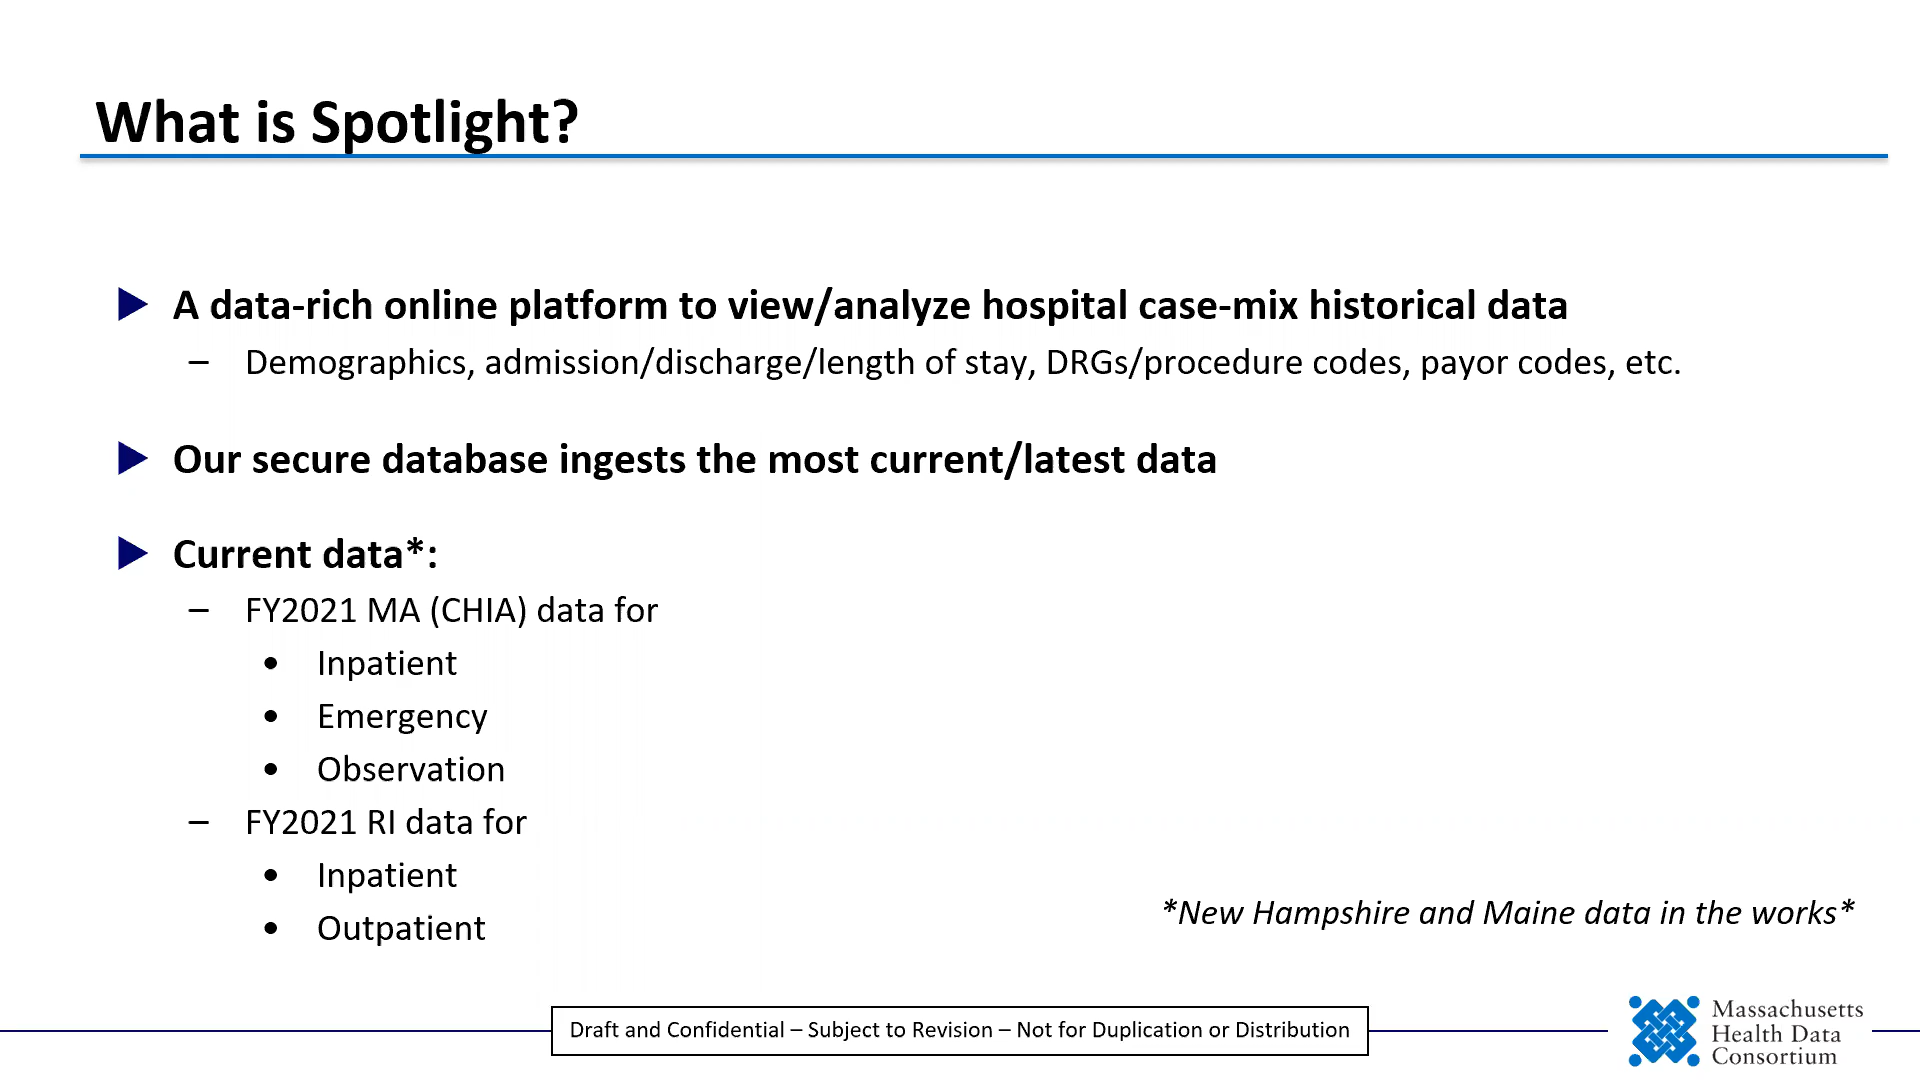 What is Spotlight?
A data-rich online platform to view/analyze hospital case-mix historical data
– Demographics, admission/discharge/length of stay, DRGs/procedure codes, payor codes, etc.
Our secure database ingests the most current/latest data
Current data*:
– FY2021 MA (CHIA) data for
• Inpatient
• Emergency
• Observation
– FY2021 RI data for
• Inpatient
• Outpatient
*New Hampshire and Maine data in the works*
Draft and Confidential – Subject to Revision – Not for Duplication or Distribution
Massachusetts
Health Data
Consortium